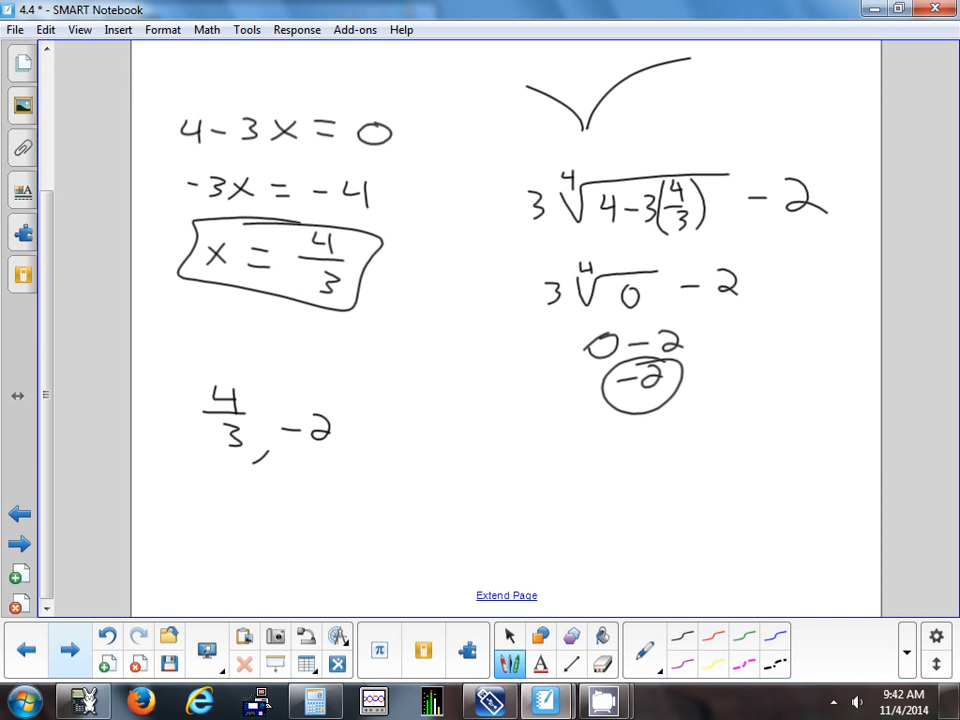 4.4 * - SMART Notebook
File Edit View Insert Format Math Tools Response Add-ons Help
4 - 3x = 0
-3x = -4
x = 4/3
4/3, -2
3 ∜(4 - 3(4/3)) - 2
3 ∜0 - 2
0 - 2
-2
Extend Page
π
A
9:42 AM
11/4/2014